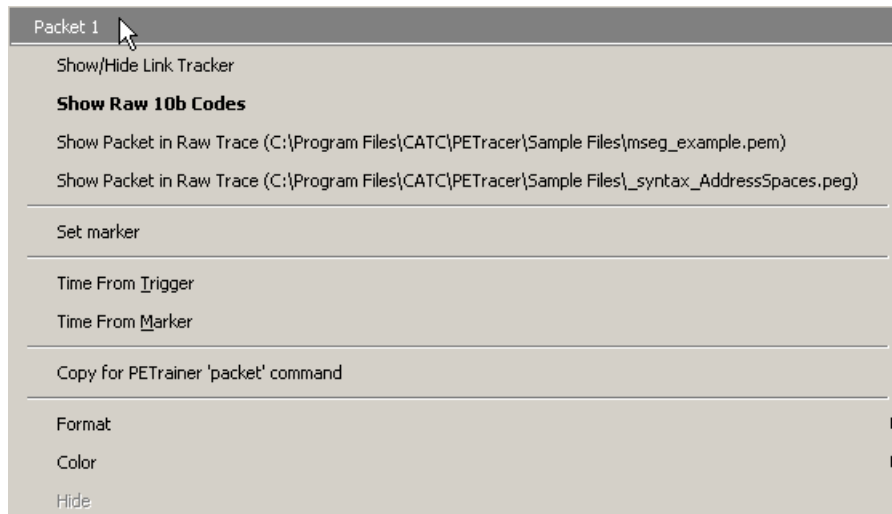 Packet 1
Show/Hide Link Tracker
Show Raw 10b Codes
Show Packet in Raw Trace (C:\Program Files\CATC\PETracer\Sample Files\mseg_example.pem)
Show Packet in Raw Trace (C:\Program Files\CATC\PETracer\Sample Files\_syntax_AddressSpaces.peg)
Set marker
Time From Trigger
Time From Marker
Copy for PETrainer 'packet' command
Format
Color
Hide